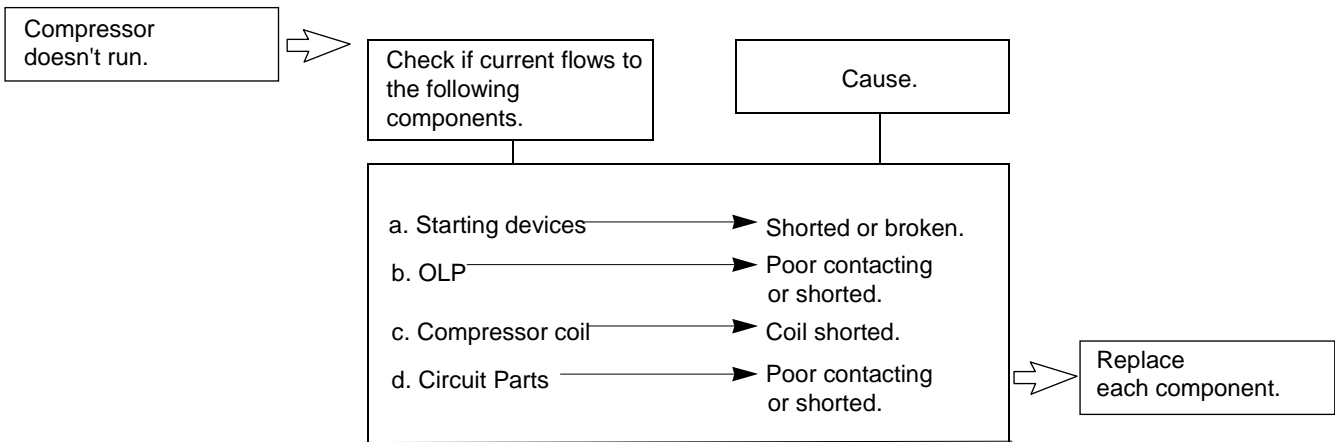 Compressor
doesn't run.
Check if current flows to
the following
components.
Cause.
a. Starting devices
Shorted or broken.
b. OLP
Poor contacting
or shorted.
c. Compressor coil
Coil shorted.
d. Circuit Parts
Poor contacting
or shorted.
Replace
each component.